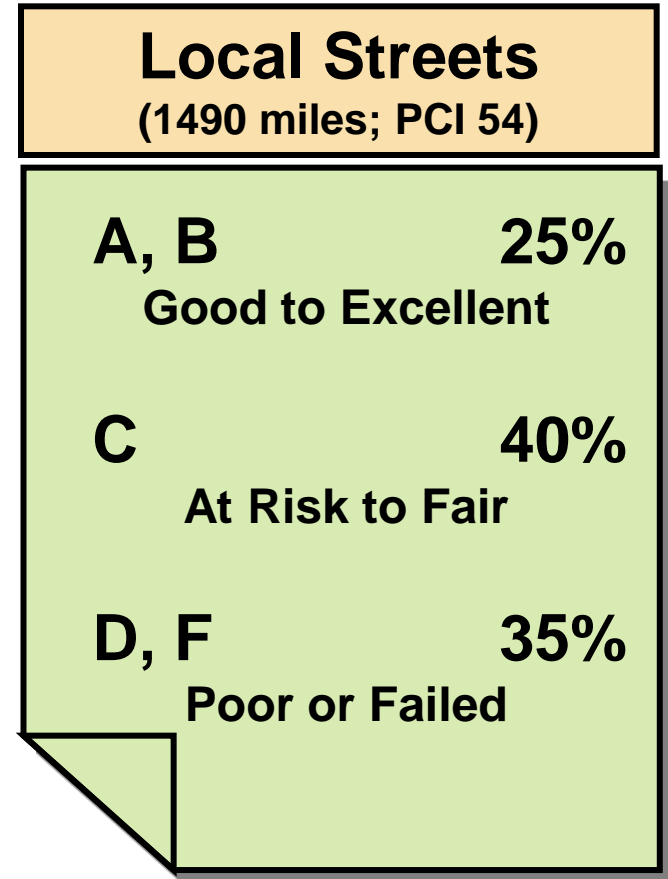 Local Streets
(1490 miles; PCI 54)
A, B 25%
Good to Excellent
C 40%
At Risk to Fair
D, F 35%
Poor or Failed